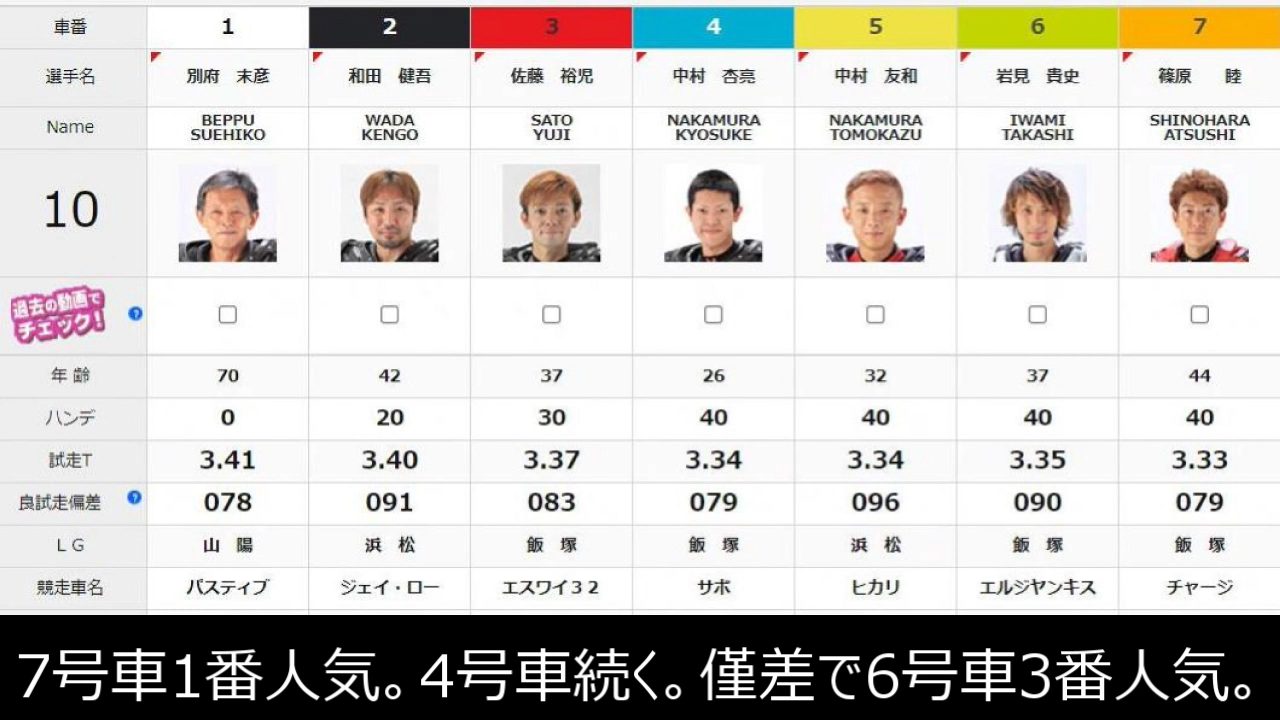 車番 1 2 3 4 5 6 7
選手名 別府 末彦 和田 健吾 佐藤 裕児 中村 杏亮 中村 友和 岩見 貴史 篠原 睦
Name BEPPU SUEHIKO WADA KENGO SATO YUJI NAKAMURA KYOSUKE NAKAMURA TOMOKAZU IWAMI TAKASHI SHINOHARA ATSUSHI
10
過去の動画で
チェック! ?
年齢 70 42 37 26 32 37 44
ハンデ 0 20 30 40 40 40 40
試走T 3.41 3.40 3.37 3.34 3.34 3.35 3.33
良試走偏差 ? 078 091 083 079 096 090 079
LG 山 陽 浜 松 飯 塚 飯 塚 浜 松 飯 塚 飯 塚
競走車名 パスティブ ジェイ・ロー エスワイ32 サボ ヒカリ エルジヤンキス チャージ
7号車1番人気。4号車続く。僅差で6号車3番人気。